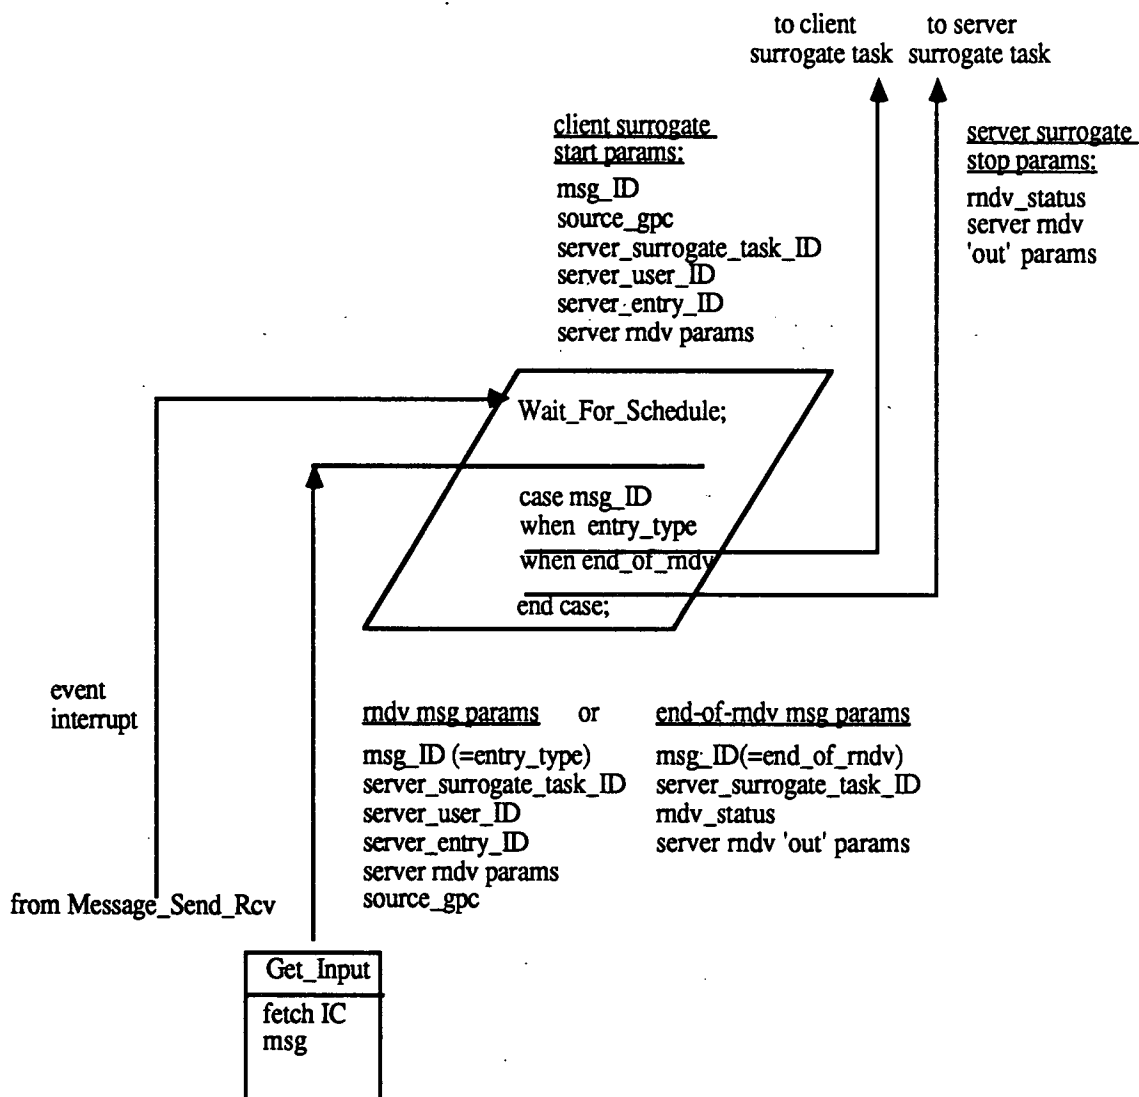 to client
surrogate task
to server
surrogate task
client surrogate
start params:
msg_ID
source_gpc
server_surrogate_task_ID
server_user_ID
server_entry_ID
server rndv params
server surrogate
stop params:
rndv_status
server rndv
'out' params
Wait_For_Schedule;
case msg_ID
when entry_type
when end_of_rndv
end case;
event
interrupt
from Message_Send_Rcv
rndv msg params or end-of-rndv msg params
msg_ID (=entry_type)
server_surrogate_task_ID
server_user_ID
server_entry_ID
server rndv params
source_gpc
msg_ID(=end_of_rndv)
server_surrogate_task_ID
rndv_status
server rndv 'out' params
Get_Input
fetch IC
msg